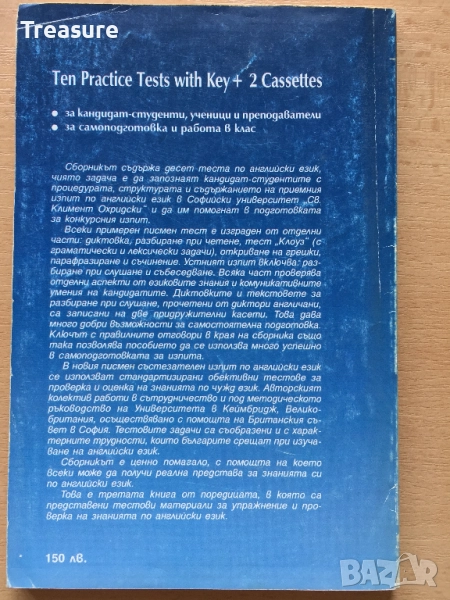 Treasure
Ten Practice Tests with Key + 2 Cassettes
• за кандидат-студенти, ученици и преподаватели
• за самоподготовка и работа в клас
Сборникът съдържа десет теста по английски език,
чиято задача е да запознаят кандидат-студентите с
процедурата, структурата и съдържанието на приемния
изпит по английски език в Софийски университет „Св.
Климент Охридски" и да им помогнат в подготовката
за конкурсния изпит.
Всеки примерен писмен тест е изграден от отделни
части: диктовка, разбиране при четене, тест „Клоуз" (с
граматически и лексически задачи), откриване на грешки,
парафразиране и съчинение. Устният изпит включва: раз-
биране при слушане и събеседване. Всяка част проверява
отделни аспекти от езиковите знания и комуникативните
умения на кандидатите. Диктовките и текстовете за
разбиране при слушане, прочетени от диктори англичани,
са записани на две придружителни касети. Това дава
много добри възможности за самостоятелна подготовка.
Ключът с правилните отговори в края на сборника също
така позволява пособието да се използва много успешно
в самоподготовката за изпита.
В новия писмен състезателен изпит по английски език
се използват стандартизирани обективни тестове за
проверка и оценка на знанията по чужд език. Авторският
колектив работи в сътрудничество и под методическото
ръководство на Университета в Кеймбридж, Велико-
британия, осъществявано с помощта на Британския съ-
вет в София. Тестовите задачи са съобразени и с харак-
терните трудности, които българите срещат при изуча-
ване на английски език.
Сборникът е ценно помагало, с помощта на което
всеки може да получи реална представа за знанията си
по английски език.
Това е третата книга от поредицата, в която са
представени тестови материали за упражнение и про-
верка на знанията по английски език.
150 лв.
BAZAR